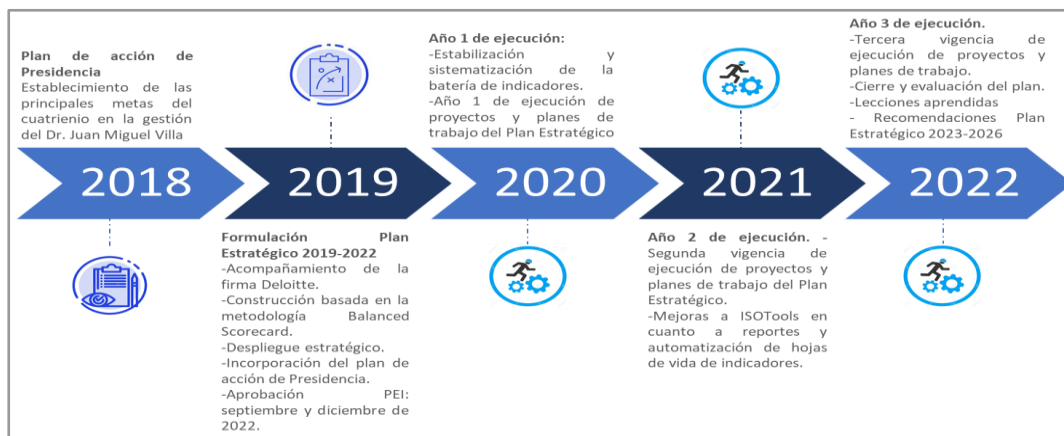 Plan de acción de
Presidencia
Establecimiento de las
principales metas del
cuatrienio en la gestión
del Dr. Juan Miguel Villa
Año 1 de ejecución:
-Estabilización y
sistematización de la
batería de indicadores.
-Año 1 de ejecución de
proyectos y planes de
trabajo del Plan Estratégico
Año 3 de ejecución.
-Tercera vigencia de
ejecución de proyectos y
planes de trabajo.
-Cierre y evaluación del plan.
-Lecciones aprendidas
- Recomendaciones Plan
Estratégico 2023-2026
2018
2019
2020
2021
2022
Formulación Plan
Estratégico 2019-2022
-Acompañamiento de la
firma Deloitte.
-Construcción basada en la
metodología Balanced
Scorecard.
-Despliegue estratégico.
-Incorporación del plan de
acción de Presidencia.
-Aprobación PEI:
septiembre y diciembre de
2022.
Año 2 de ejecución. -
Segunda vigencia de
ejecución de proyectos y
planes de trabajo del Plan
Estratégico.
-Mejoras a ISOTools en
cuanto a reportes y
automatización de hojas
de vida de indicadores.